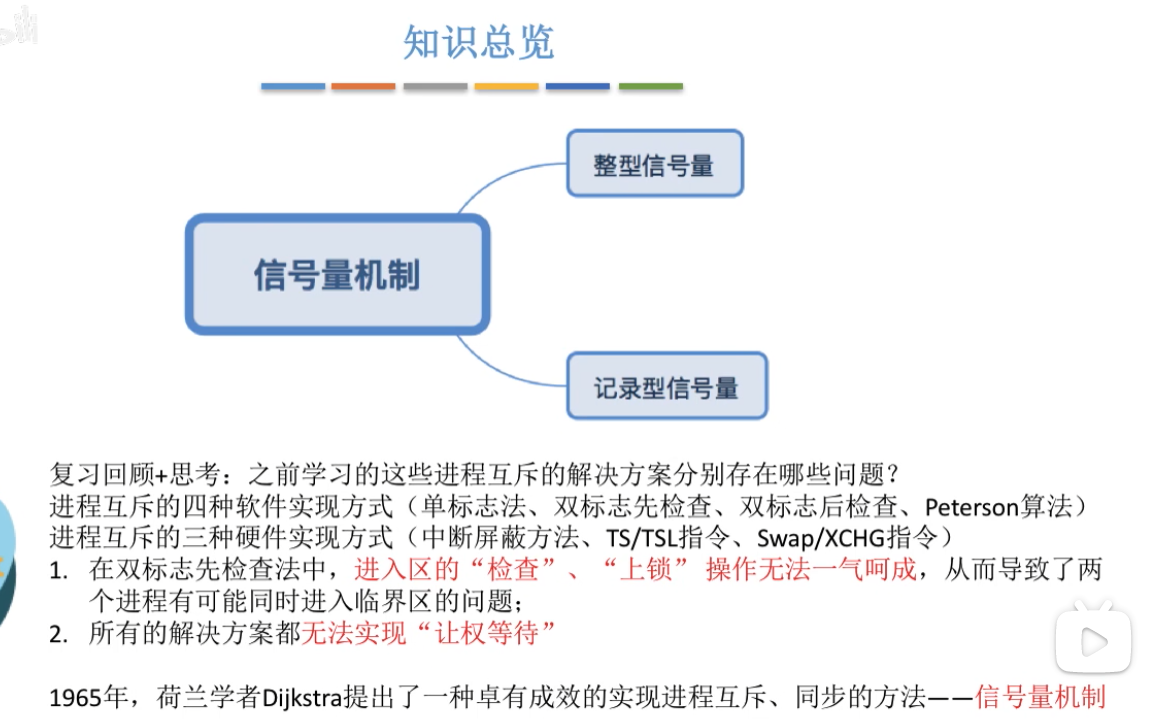 知识总览
整型信号量
信号量机制
记录型信号量
复习回顾+思考：之前学习的这些进程互斥的解决方案分别存在哪些问题？
进程互斥的四种软件实现方式（单标志法、双标志先检查、双标志后检查、Peterson算法）
进程互斥的三种硬件实现方式（中断屏蔽方法、TS/TSL指令、Swap/XCHG指令）
1. 在双标志先检查法中，进入区的“检查”、“上锁” 操作无法一气呵成，从而导致了两
个进程有可能同时进入临界区的问题；
2. 所有的解决方案都无法实现“让权等待”
1965年，荷兰学者Dijkstra提出了一种卓有成效的实现进程互斥、同步的方法——信号量机制